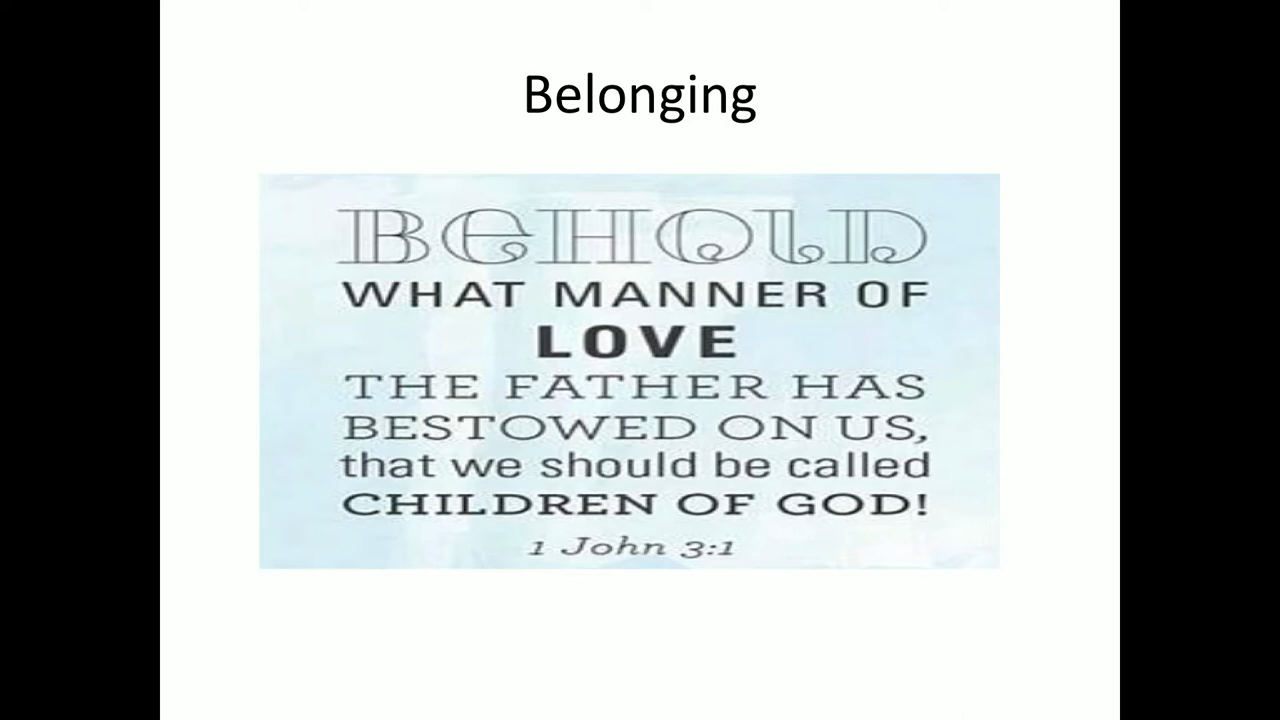 Belonging
BEHOLD
WHAT MANNER OF
LOVE
THE FATHER HAS
BESTOWED ON US,
that we should be called
CHILDREN OF GOD!
1 John 3:1